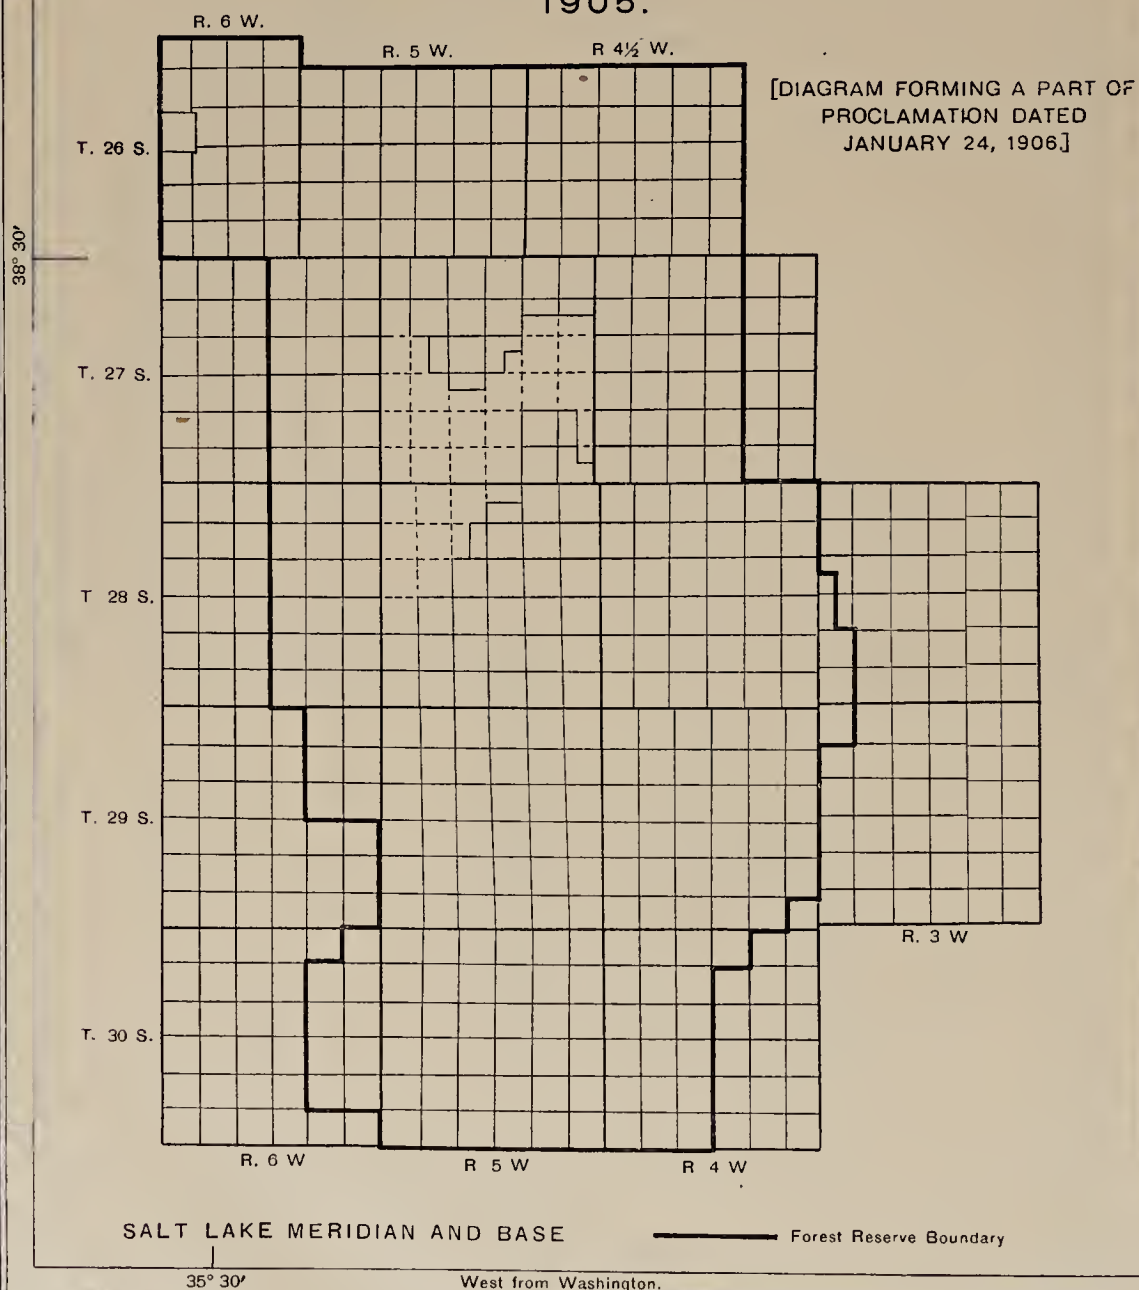 1905.
R. 6 W.
R. 5 W.
R 4½ W.
[DIAGRAM FORMING A PART OF
PROCLAMATION DATED
JANUARY 24, 1906]
T. 26 S.
38° 30′
T. 27 S.
T 28 S.
T. 29 S.
R. 3 W
T. 30 S.
R. 6 W
R 5 W
R 4 W
SALT LAKE MERIDIAN AND BASE
Forest Reserve Boundary
35° 30′
West from Washington.